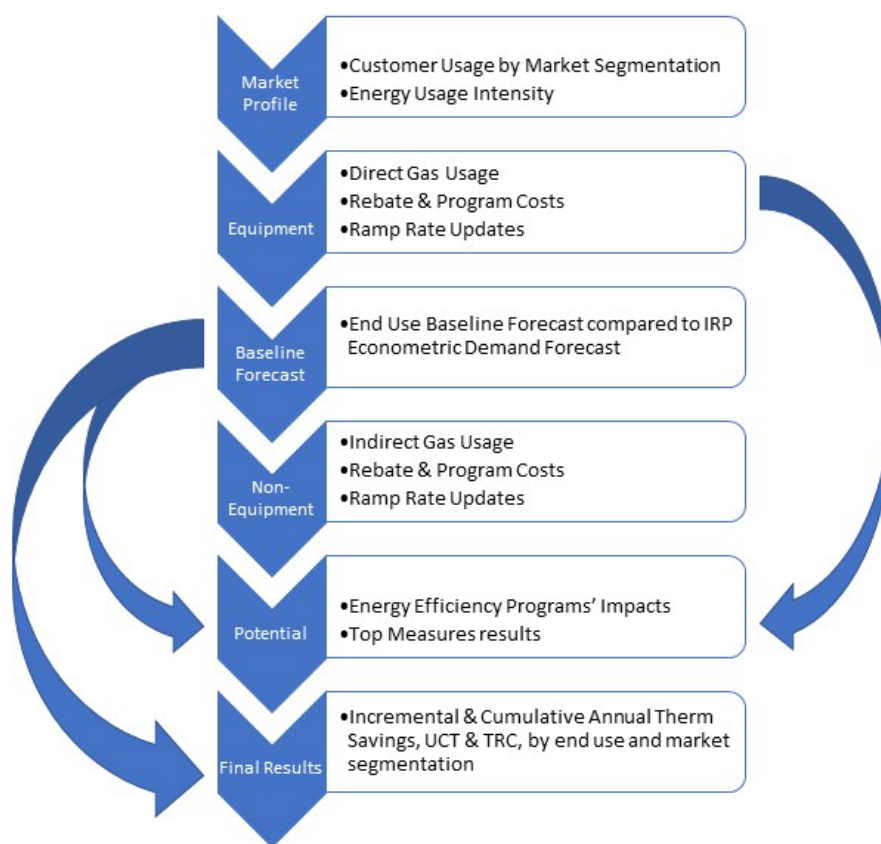 Market
Profile
•Customer Usage by Market Segmentation
•Energy Usage Intensity
Equipment
•Direct Gas Usage
•Rebate & Program Costs
•Ramp Rate Updates
Baseline
Forecast
•End Use Baseline Forecast compared to IRP
Econometric Demand Forecast
Non-
Equipment
•Indirect Gas Usage
•Rebate & Program Costs
•Ramp Rate Updates
Potential
•Energy Efficiency Programs’ Impacts
•Top Measures results
Final Results
•Incremental & Cumulative Annual Therm
Savings, UCT & TRC, by end use and market
segmentation